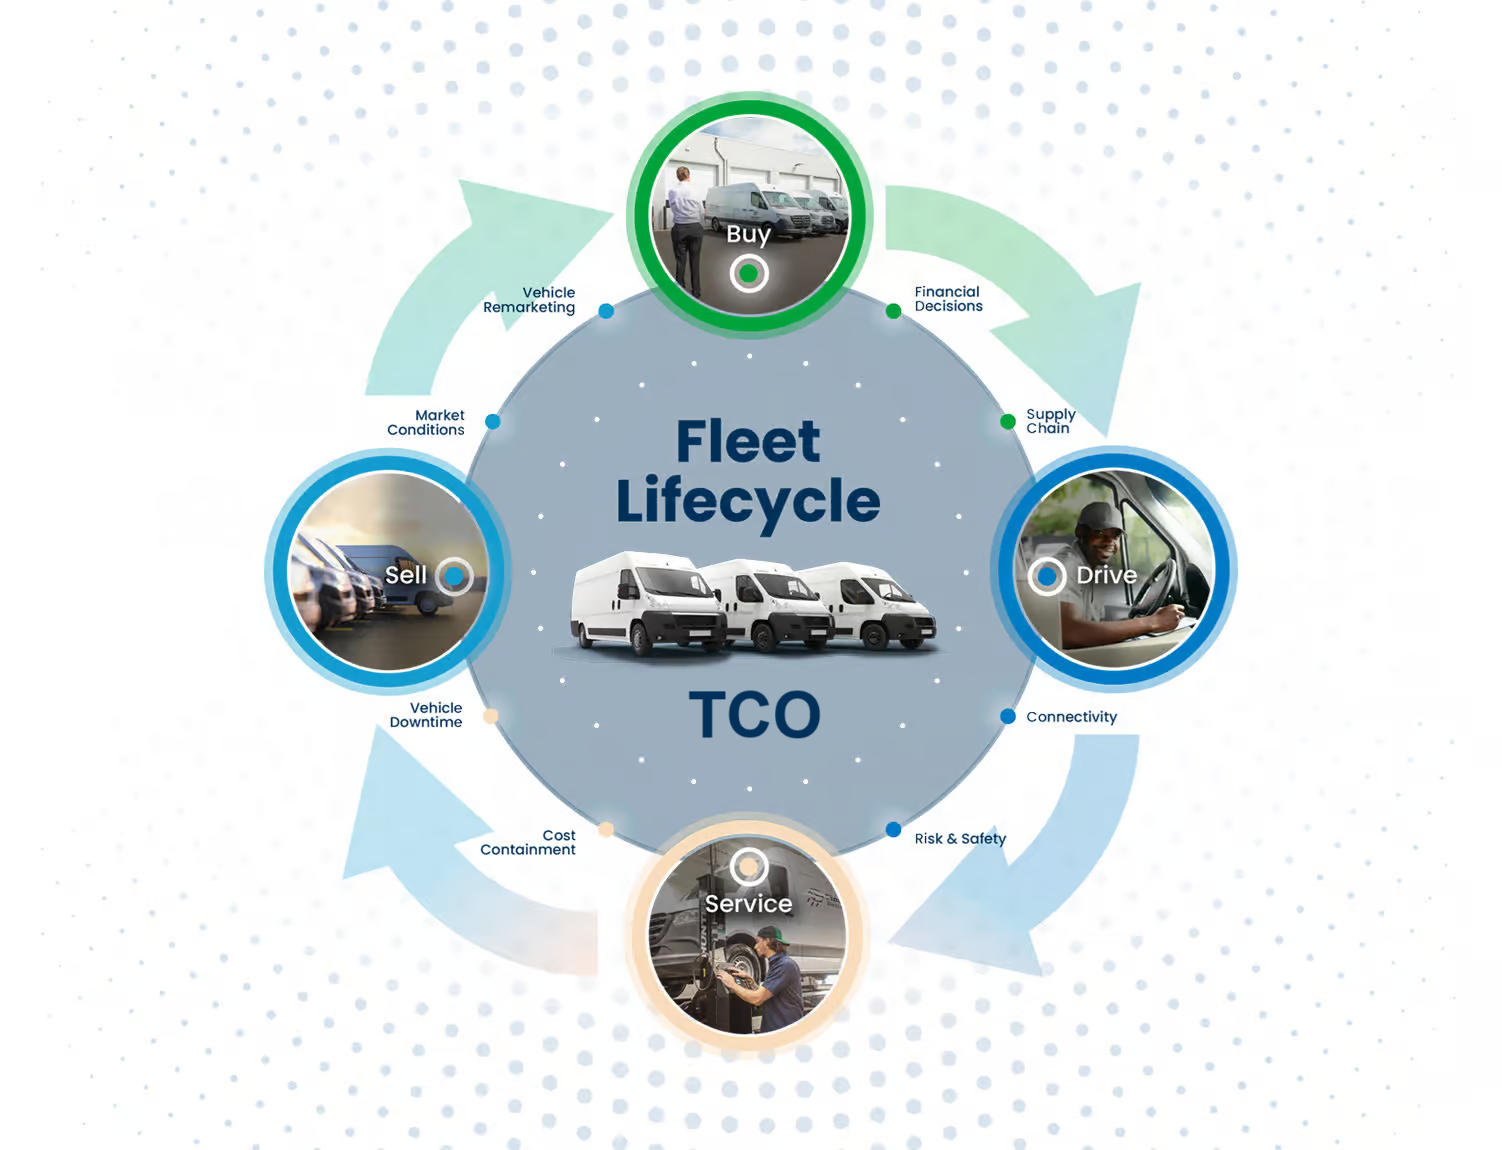 Buy
Vehicle
Remarketing
Financial
Decisions
Market
Conditions
Supply
Chain
Fleet
Lifecycle
Sell
Drive
TCO
Vehicle
Downtime
Connectivity
Cost
Containment
Risk & Safety
Service